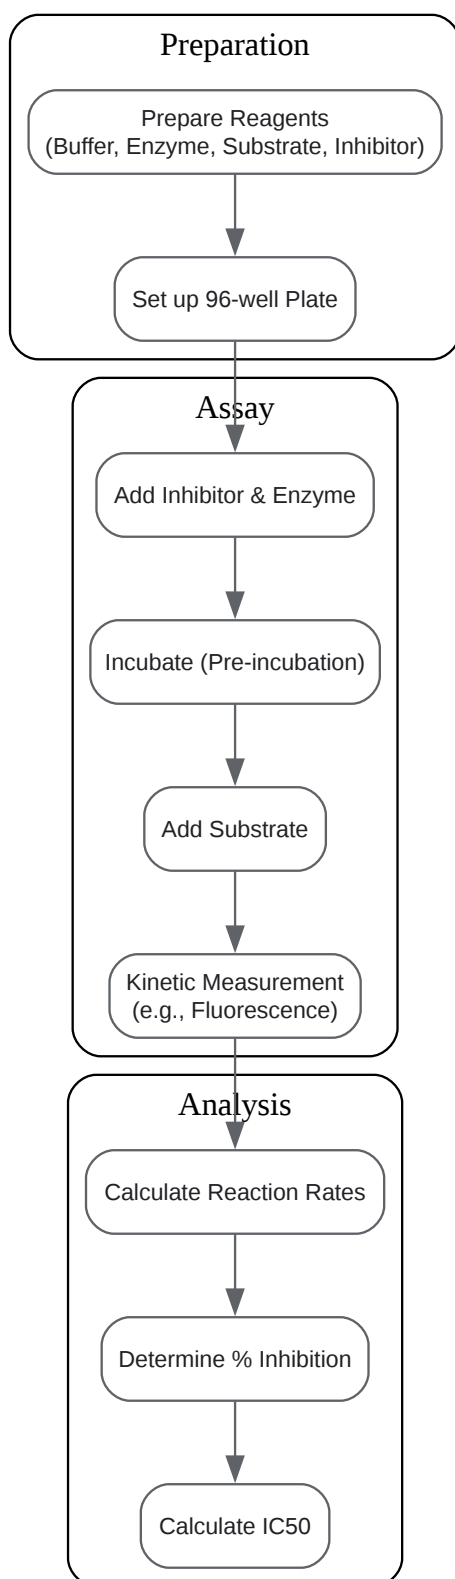 Preparation
Prepare Reagents
(Buffer, Enzyme, Substrate, Inhibitor)
Set up 96-well Plate
Assay
Add Inhibitor & Enzyme
Incubate (Pre-incubation)
Add Substrate
Kinetic Measurement
(e.g., Fluorescence)
Analysis
Calculate Reaction Rates
Determine % Inhibition
Calculate IC50